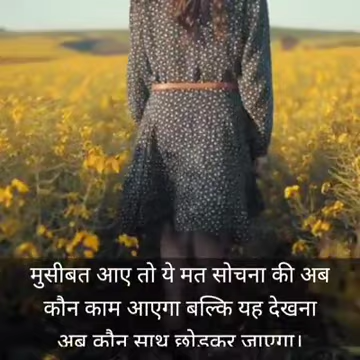 मुसीबत आए तो ये मत सोचना की अब
कौन काम आएगा बल्कि यह देखना
अब कौन साथ छोड़कर जाएगा।